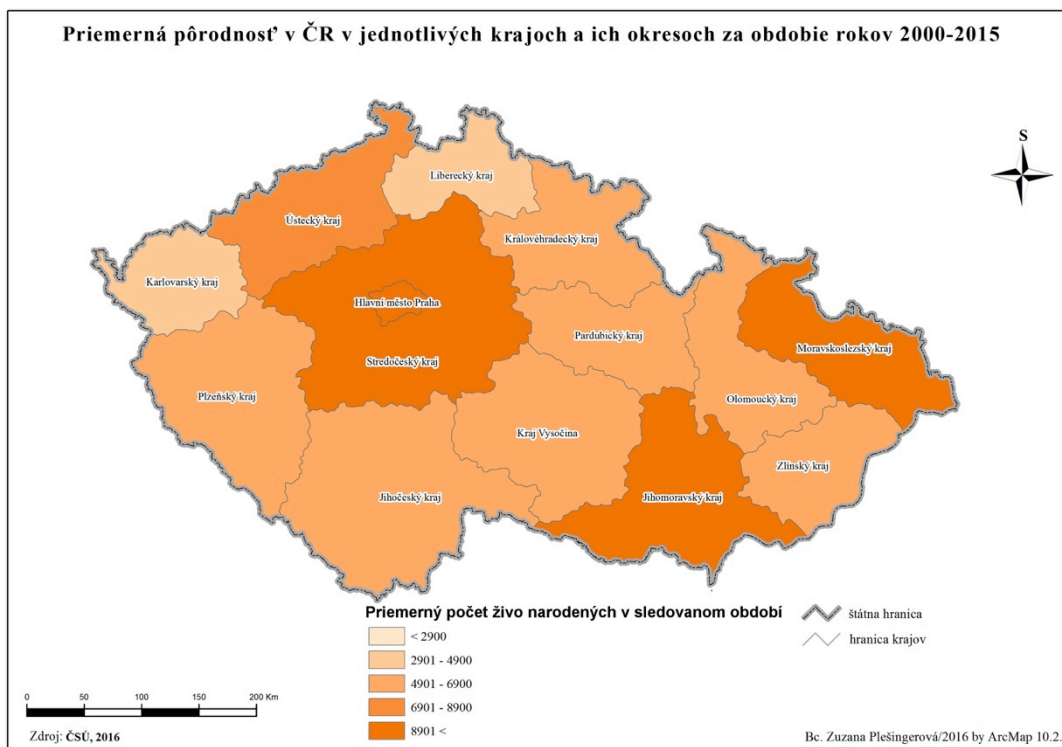 Priemerná pôrodnosť v ČR v jednotlivých krajoch a ich okresoch za obdobie rokov 2000-2015
S
Liberecký kraj
Ústecký kraj
Královéhradecký kraj
Karlovarský kraj
Hlavní město Praha
Pardubický kraj
Moravskoslezský kraj
Stredočeský kraj
Plzeňský kraj
Olomoucký kraj
Kraj Vysočina
Zlínský kraj
Jihočeský kraj
Jihomoravský kraj
Priemerný počet živo narodených v sledovanom období
< 2900
2901 - 4900
4901 - 6900
6901 - 8900
8901 <
štátna hranica
hranica krajov
0 50 100 150 200 Km
Zdroj: ČSÚ, 2016
Bc. Zuzana Plešingerová/2016 by ArcMap 10.2.